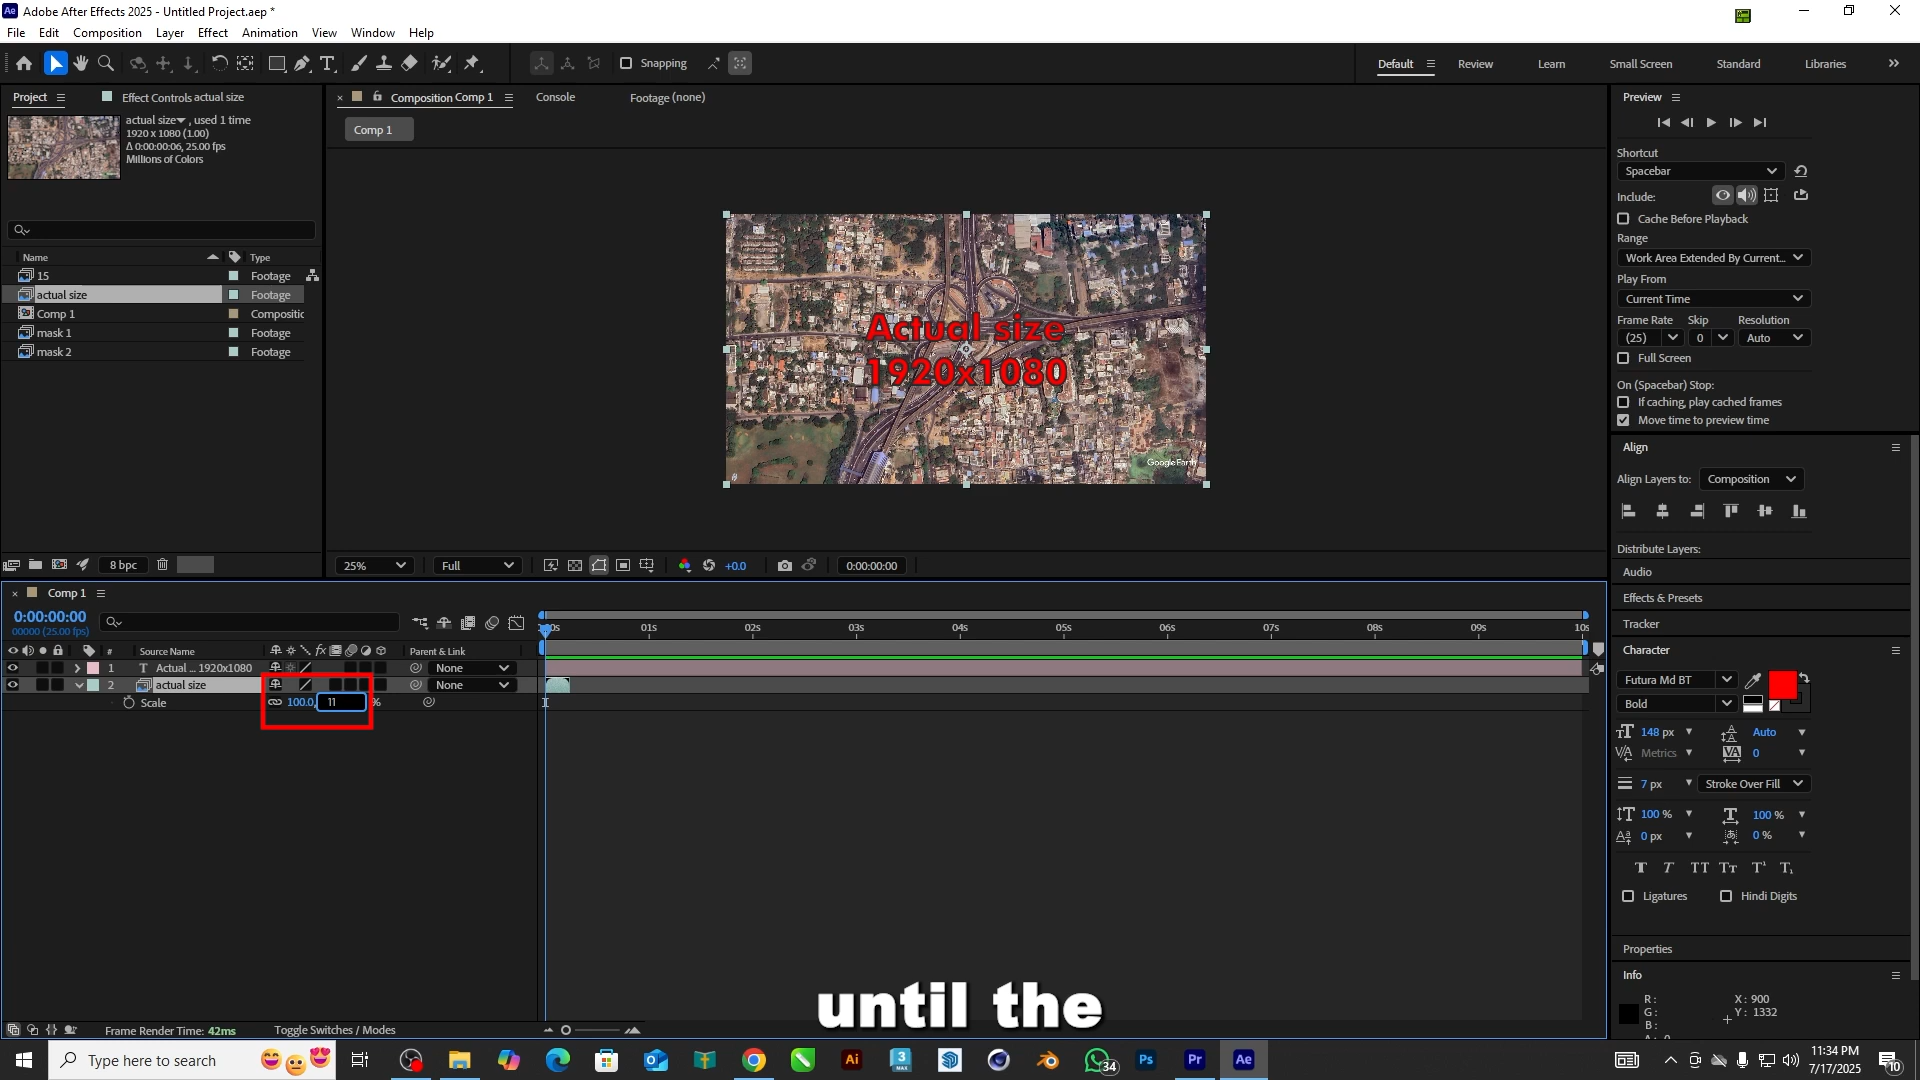 Adobe After Effects 2025 - Untitled Project.aep *
File Edit Composition Layer Effect Animation View Window Help
Snapping
Default Review Learn Small Screen Standard Libraries
Project
Effect Controls actual size
actual size , used 1 time
1920 x 1080 (1.00)
Δ 0:00:00:06, 25.00 fps
Millions of Colors
Name Type
15 Footage
actual size Footage
Comp 1 Compositic
mask 1 Footage
mask 2 Footage
8 bpc
Composition Comp 1
Console
Footage (none)
Comp 1
Actual size
1920x1080
Google Earth
25% Full +0.0 0:00:00:00
Preview
Shortcut
Spacebar
Include:
Cache Before Playback
Range
Work Area Extended By Current...
Play From
Current Time
Frame Rate Skip Resolution
(25) 0 Auto
Full Screen
On (Spacebar) Stop:
If caching, play cached frames
Move time to preview time
Align
Align Layers to: Composition
Distribute Layers:
Audio
Effects & Presets
Tracker
Character
Futura Md BT
Bold
148 px Auto
Metrics 0
7 px Stroke Over Fill
100 % 100 %
0 px 0 %
Ligatures Hindi Digits
Properties
Info
R: X: 900
G: Y: 1332
B:
Comp 1
0:00:00:00
00000 (25.00 fps)
# Source Name Parent & Link
1 T Actual ... 1920x1080 None
2 actual size None
Scale 100.0, 11 %
01s 02s 03s 04s 05s 06s 07s 08s 09s 10s
until the
Frame Render Time: 42ms Toggle Switches / Modes
Type here to search
34
11:34 PM
7/17/2025
10